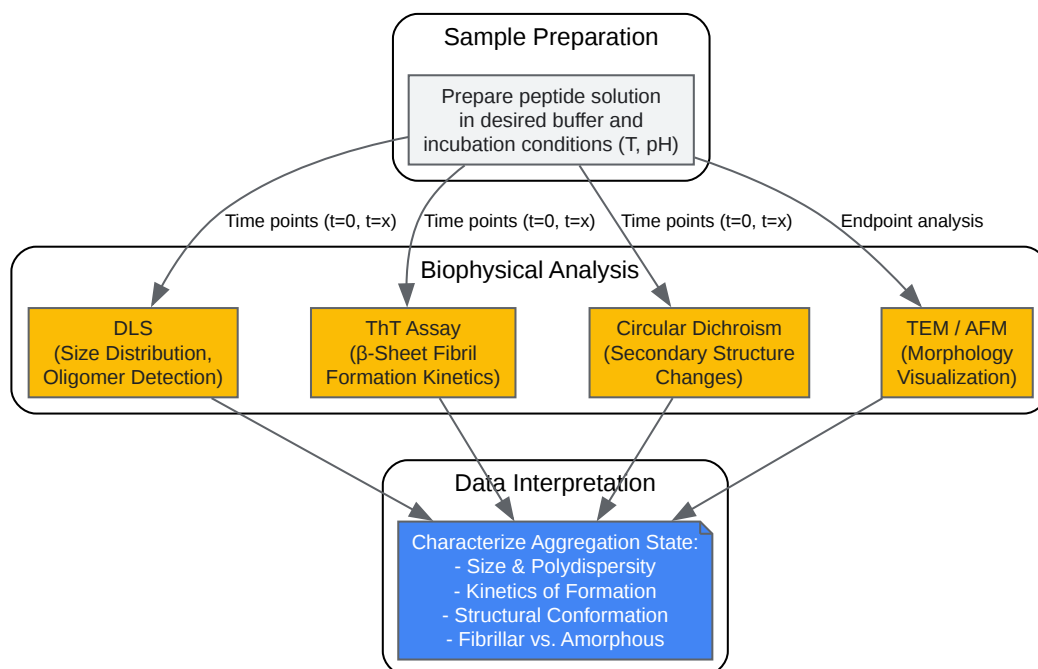 Sample Preparation
Prepare peptide solution
in desired buffer and
incubation conditions (T, pH)
Time points (t=0, t=x)
Time points (t=0, t=x)
Time points (t=0, t=x)
Endpoint analysis
Biophysical Analysis
DLS
(Size Distribution,
Oligomer Detection)
ThT Assay
(β-Sheet Fibril
Formation Kinetics)
Circular Dichroism
(Secondary Structure
Changes)
TEM / AFM
(Morphology
Visualization)
Data Interpretation
Characterize Aggregation State:
- Size & Polydispersity
- Kinetics of Formation
- Structural Conformation
- Fibrillar vs. Amorphous